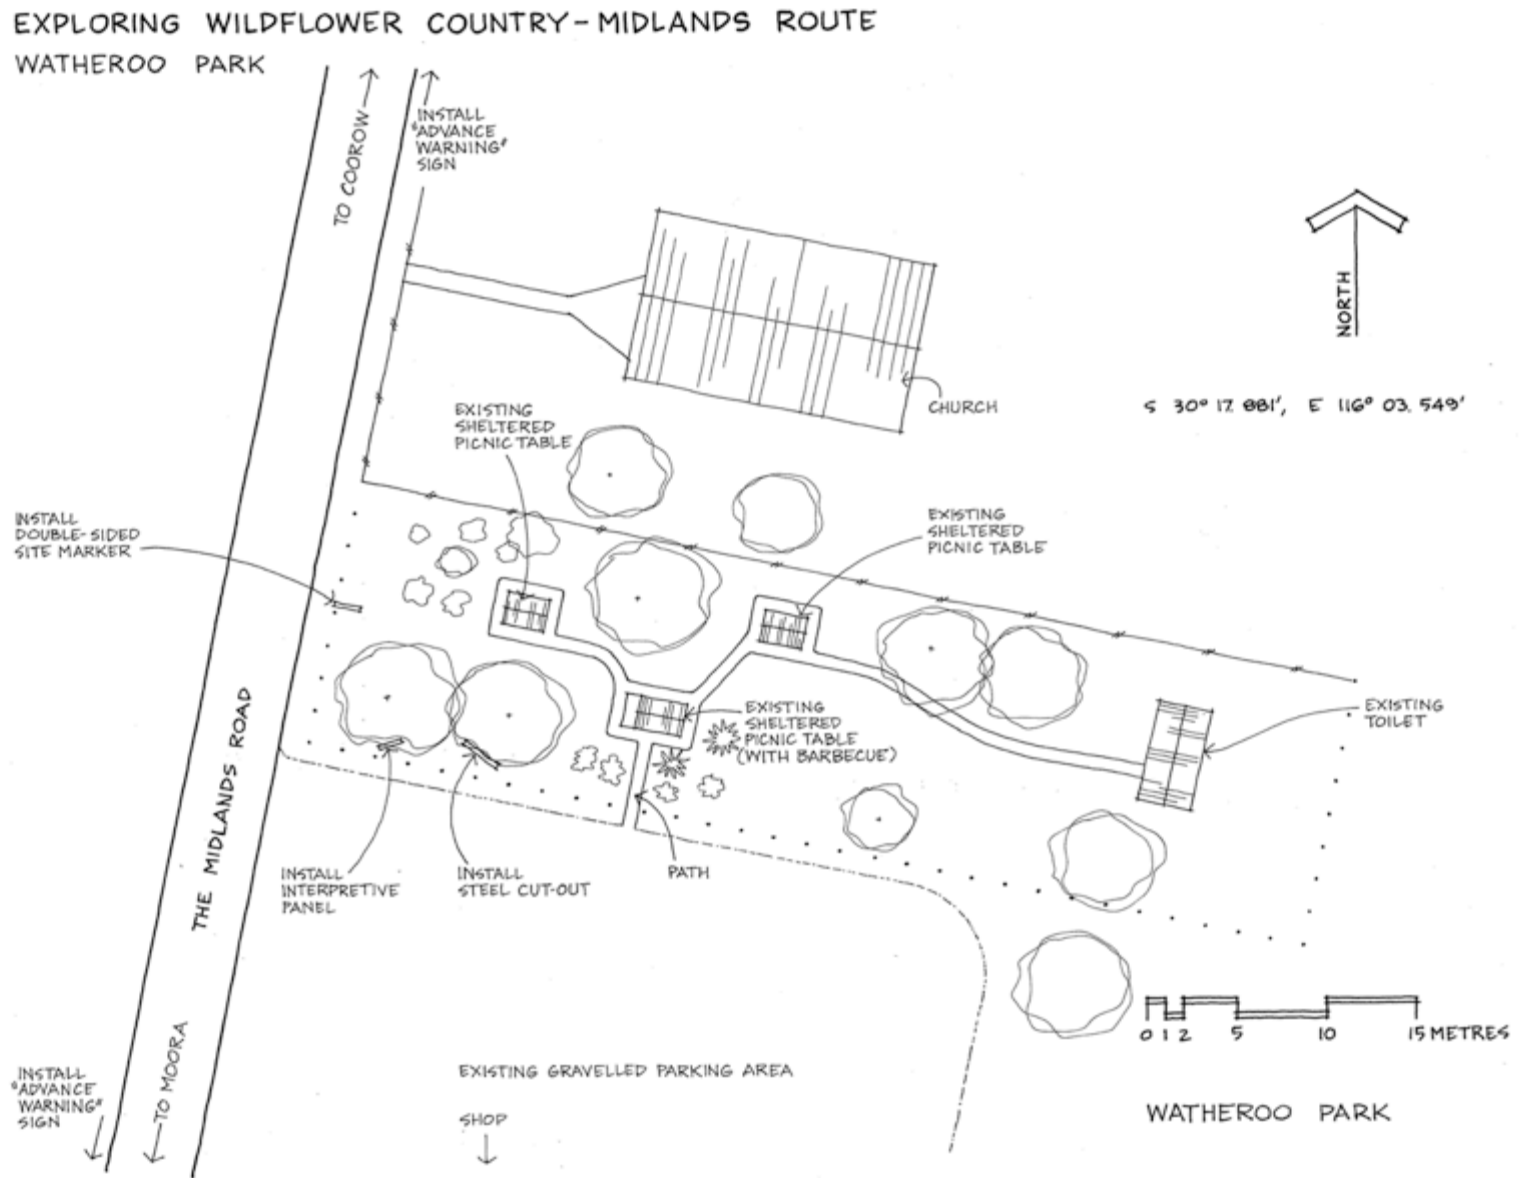 EXPLORING WILDFLOWER COUNTRY-MIDLANDS ROUTE
WATHEROO PARK
TO COOROW
INSTALL
"ADVANCE
WARNING"
SIGN
NORTH
CHURCH
S 30° 17. 881', E 116° 03. 549'
EXISTING
SHELTERED
PICNIC TABLE
EXISTING
SHELTERED
PICNIC TABLE
INSTALL
DOUBLE-SIDED
SITE MARKER
EXISTING
SHELTERED
PICNIC TABLE
(WITH BARBECUE)
EXISTING
TOILET
THE MIDLANDS ROAD
INSTALL
INTERPRETIVE
PANEL
INSTALL
STEEL CUT-OUT
PATH
0 1 2 5 10 15 METRES
INSTALL
"ADVANCE
WARNING"
SIGN
TO MOORA
EXISTING GRAVELLED PARKING AREA
SHOP
WATHEROO PARK